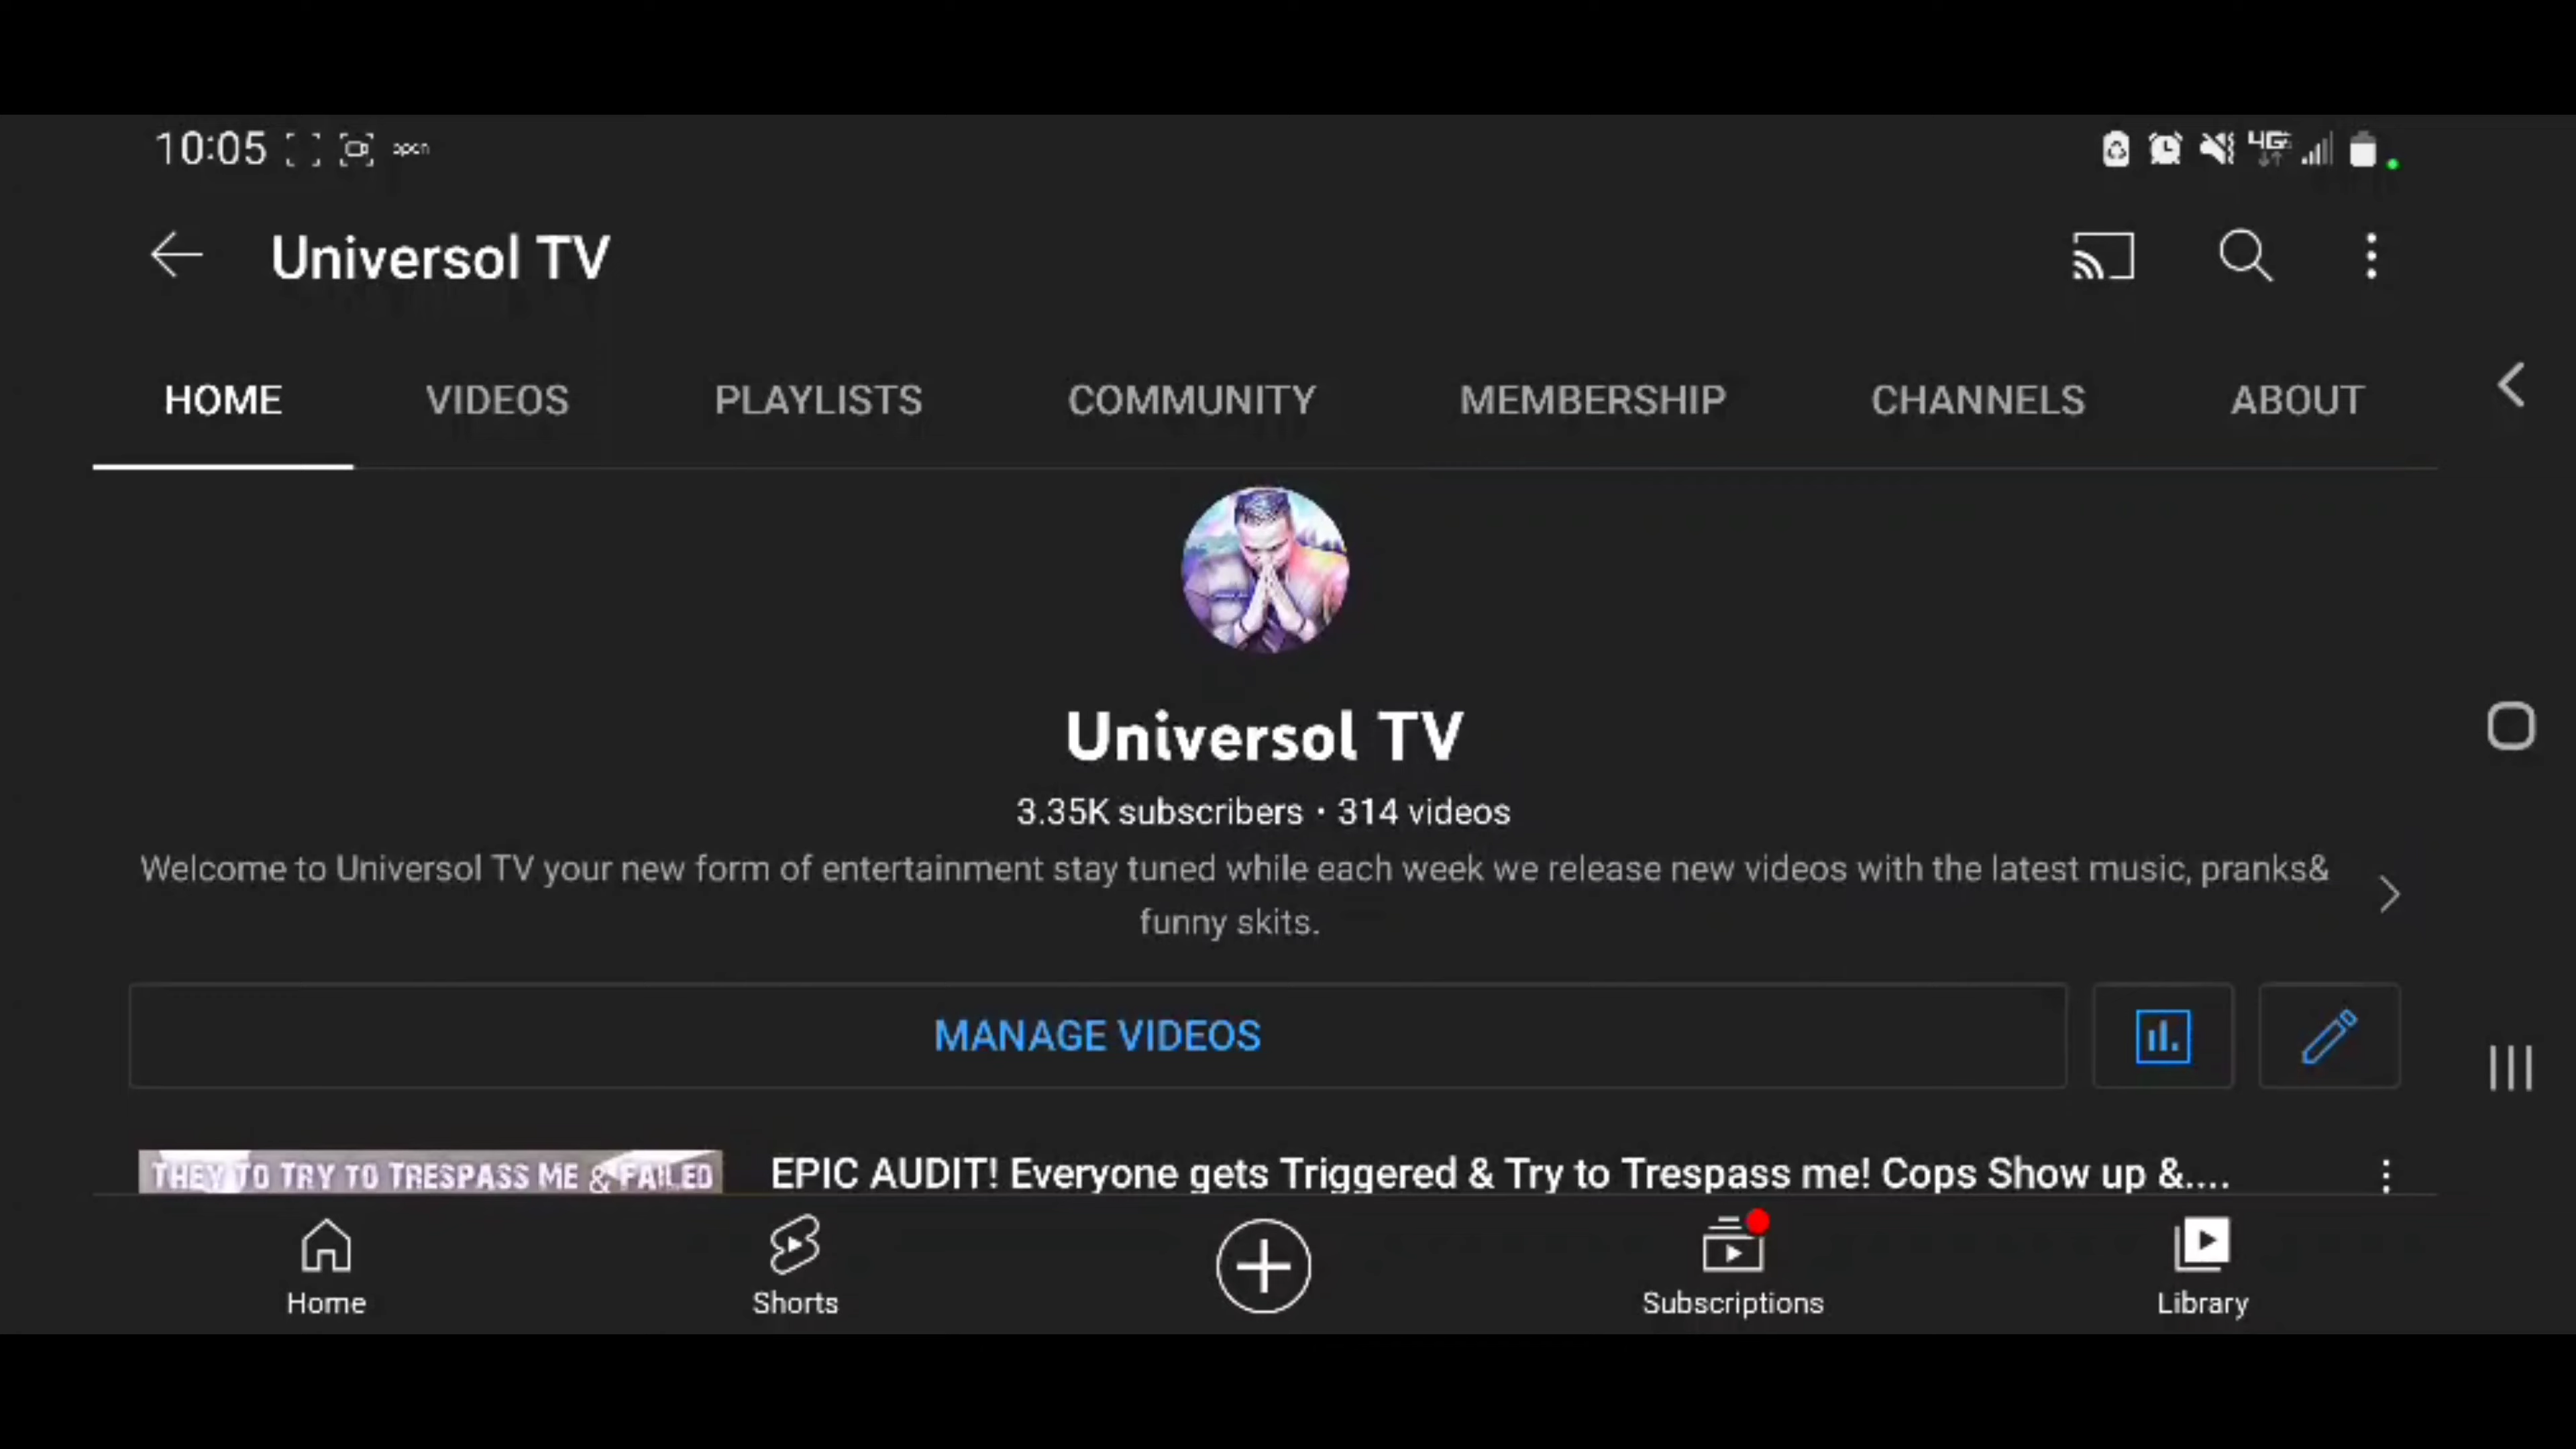 10:05
4G
Universol TV
HOME VIDEOS PLAYLISTS COMMUNITY MEMBERSHIP CHANNELS ABOUT
Universol TV
3.35K subscribers · 314 videos
Welcome to Universol TV your new form of entertainment stay tuned while each week we release new videos with the latest music, pranks&
funny skits.
MANAGE VIDEOS
THEY TO TRY TO TRESPASS ME & FAILED
EPIC AUDIT! Everyone gets Triggered & Try to Trespass me! Cops Show up &....
Home Shorts Subscriptions Library